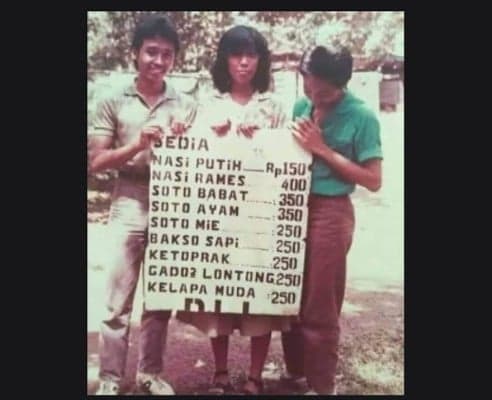 SEDIA
NASI PUTIH Rp150
NASI RAMES 400
SOTO BABAT : 350
SOTO AYAM : 350
SOTO MIE : 250
BAKSO SAPI : 250
KETOPRAK :250
GADO2 LONTONG 250
KELAPA MUDA :250
DLL